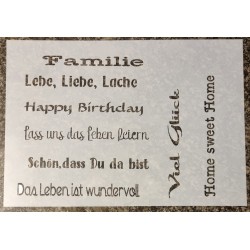 Familie
Lebe, Liebe, Lache
Happy Birthday
lass uns das Leben feiern
Schön, dass Du da bist
Das Leben ist wundervoll
Viel Glück
Home sweet Home